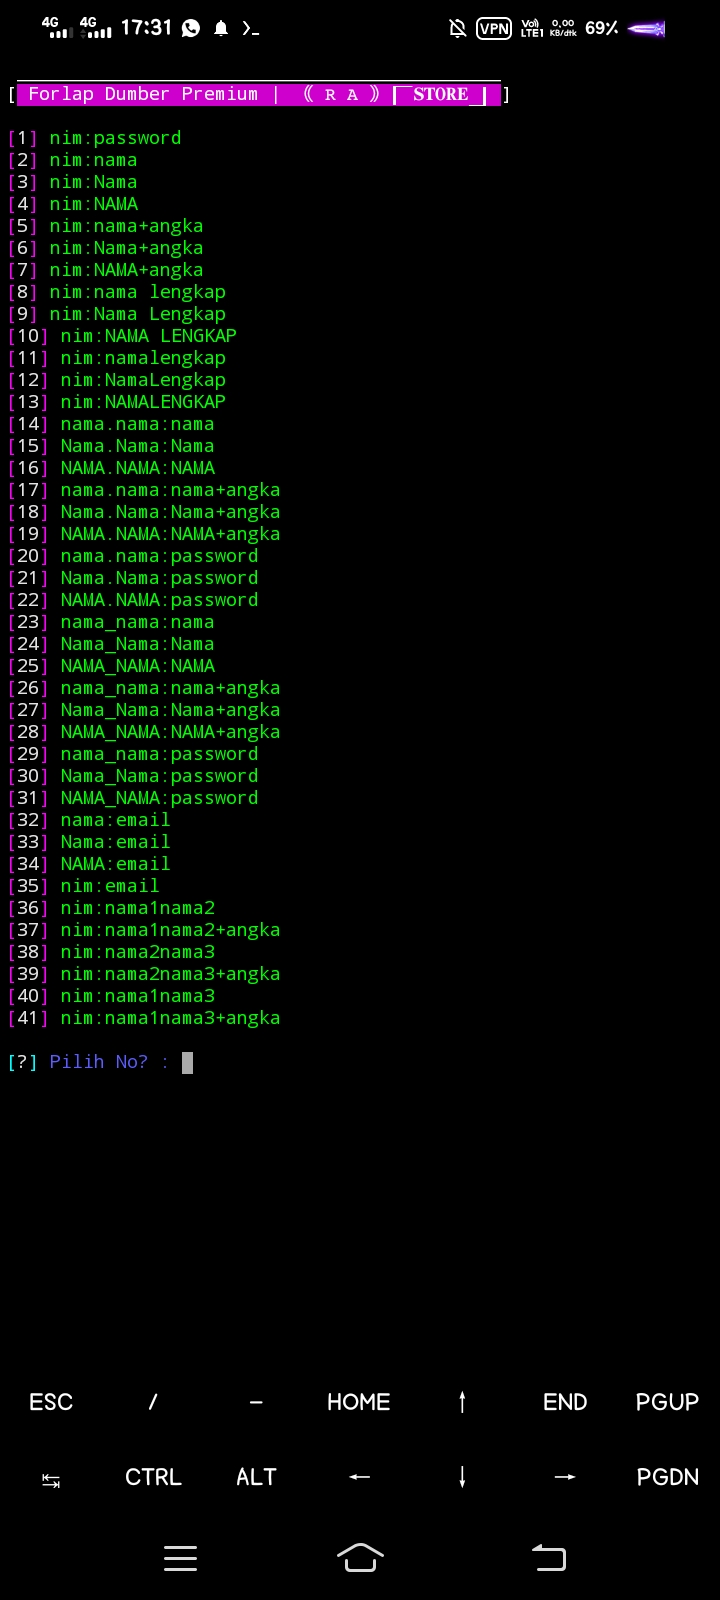 4G 4G 17:31 VPN Vo) LTE1 0,00 KB/dtk 69%
[ Forlap Dumber Premium | 《 R A 》 STORE ]
[1] nim:password
[2] nim:nama
[3] nim:Nama
[4] nim:NAMA
[5] nim:nama+angka
[6] nim:Nama+angka
[7] nim:NAMA+angka
[8] nim:nama lengkap
[9] nim:Nama Lengkap
[10] nim:NAMA LENGKAP
[11] nim:namalengkap
[12] nim:NamaLengkap
[13] nim:NAMALENGKAP
[14] nama.nama:nama
[15] Nama.Nama:Nama
[16] NAMA.NAMA:NAMA
[17] nama.nama:nama+angka
[18] Nama.Nama:Nama+angka
[19] NAMA.NAMA:NAMA+angka
[20] nama.nama:password
[21] Nama.Nama:password
[22] NAMA.NAMA:password
[23] nama_nama:nama
[24] Nama_Nama:Nama
[25] NAMA_NAMA:NAMA
[26] nama_nama:nama+angka
[27] Nama_Nama:Nama+angka
[28] NAMA_NAMA:NAMA+angka
[29] nama_nama:password
[30] Nama_Nama:password
[31] NAMA_NAMA:password
[32] nama:email
[33] Nama:email
[34] NAMA:email
[35] nim:email
[36] nim:nama1nama2
[37] nim:nama1nama2+angka
[38] nim:nama2nama3
[39] nim:nama2nama3+angka
[40] nim:nama1nama3
[41] nim:nama1nama3+angka
[?] Pilih No? :
ESC / – HOME ↑ END PGUP
↹ CTRL ALT ← ↓ → PGDN